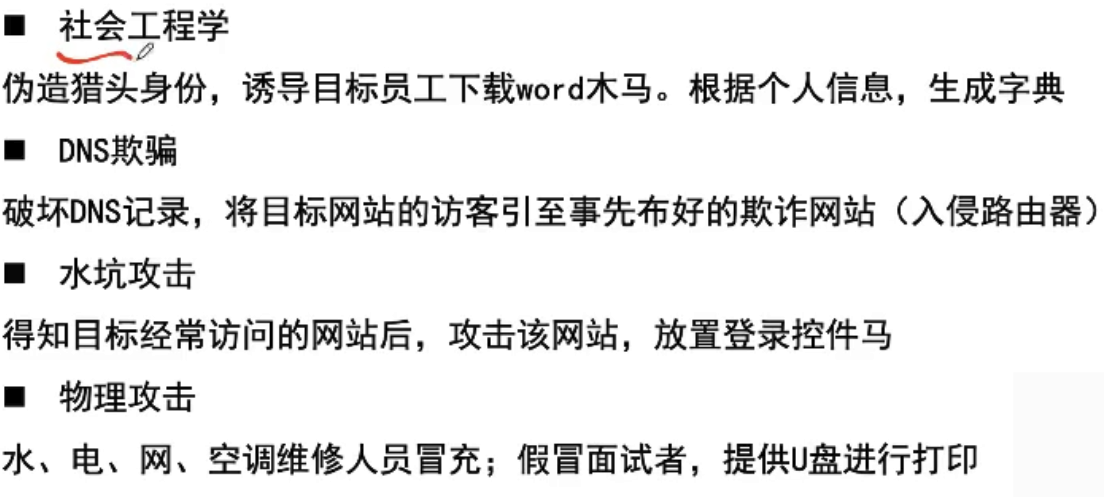 ■ 社会工程学
伪造猎头身份，诱导目标员工下载word木马。根据个人信息，生成字典
■ DNS欺骗
破坏DNS记录，将目标网站的访客引至事先布好的欺诈网站（入侵路由器）
■ 水坑攻击
得知目标经常访问的网站后，攻击该网站，放置登录控件马
■ 物理攻击
水、电、网、空调维修人员冒充；假冒面试者，提供U盘进行打印